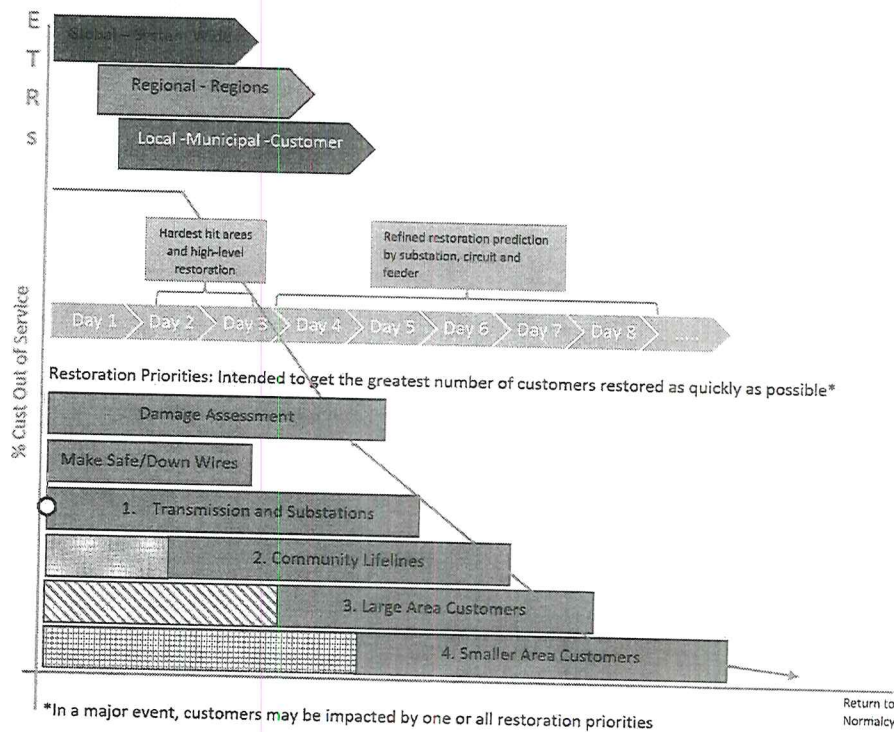 E
T
R
S
Global - System Wide
Regional - Regions
Local -Municipal -Customer
Hardest hit areas
and high-level
restoration
Refined restoration prediction
by substation, circuit and
feeder
Day 1
Day 2
Day 3
Day 4
Day 5
Day 6
Day 7
Day 8
......
% Cust Out of Service
Restoration Priorities: Intended to get the greatest number of customers restored as quickly as possible*
Damage Assessment
Make Safe/Down Wires
1. Transmission and Substations
2. Community Lifelines
3. Large Area Customers
4. Smaller Area Customers
*In a major event, customers may be impacted by one or all restoration priorities
Return to
Normalcy